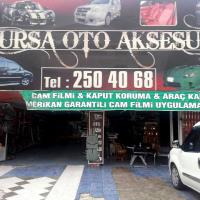 URSA OTO AKSESU
Tel : 250 40 68
CAM FİLMİ & KAPUT KORUMA & ARAÇ KA
MERİKAN GARANTİLİ CAM FİLMİ UYGULAMA